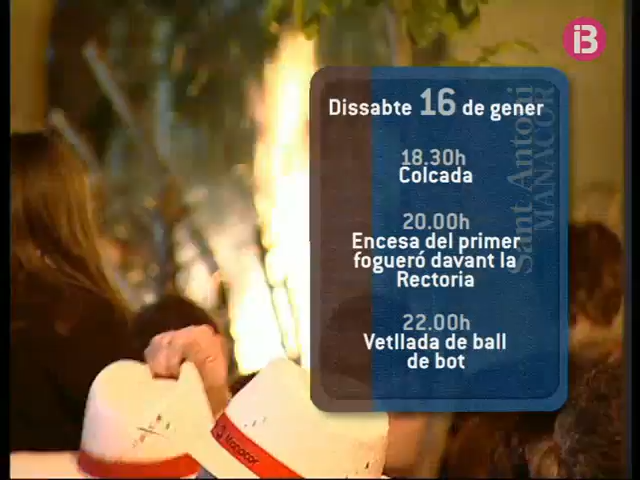 iB
Dissabte 16 de gener
Sant Antoni
MANACOR
18.30h
Colcada
20.00h
Encesa del primer
fogueró davant la
Rectoria
22.00h
Vetllada de ball
de bot
Manacor